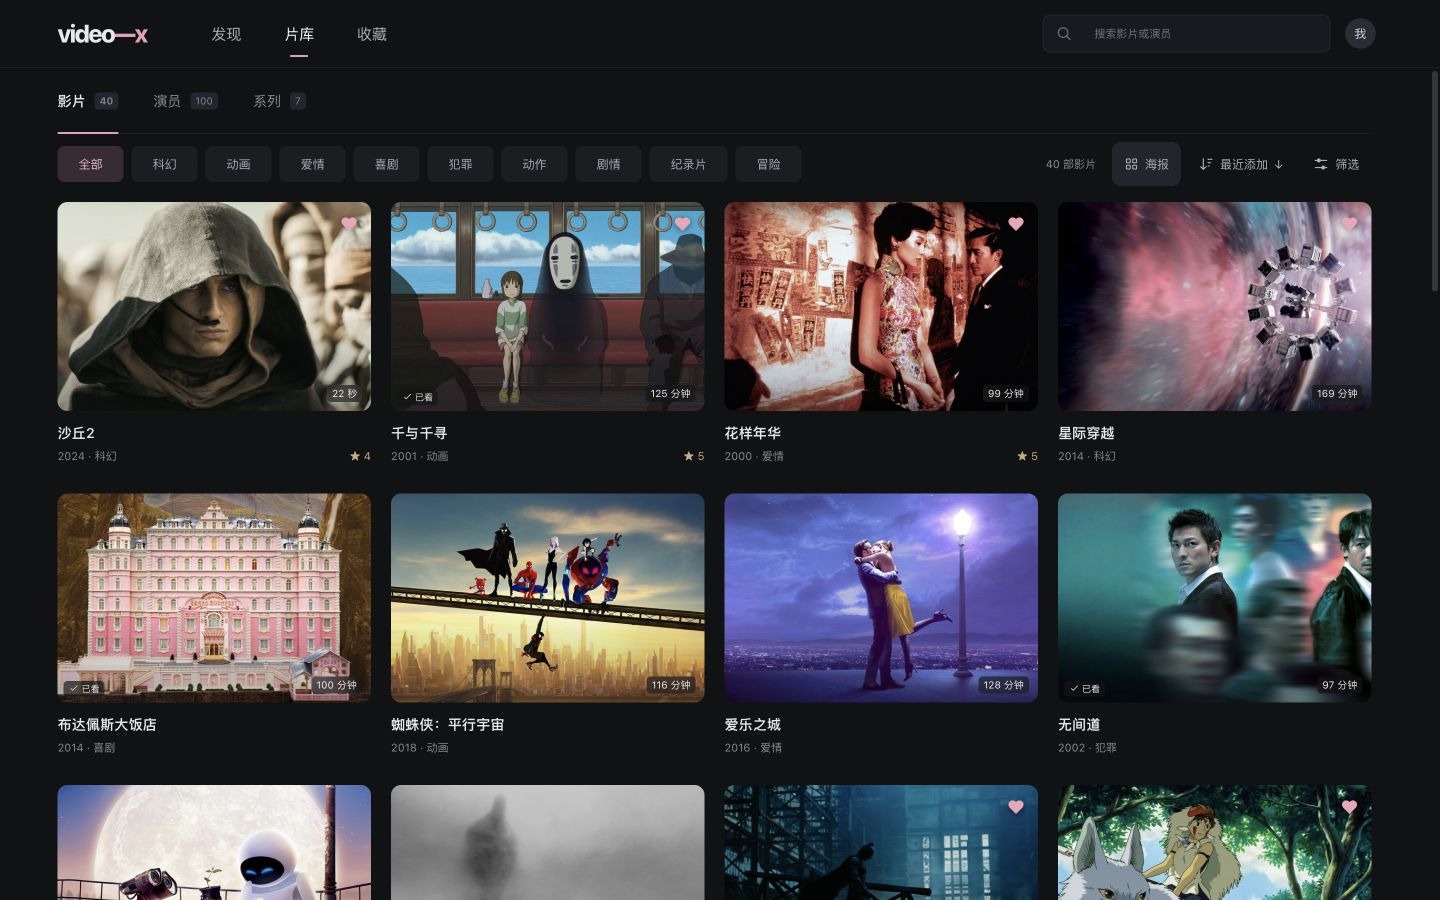 video—x
发现
片库
收藏
搜索影片或演员
我
影片 40
演员 100
系列 7
全部
科幻
动画
爱情
喜剧
犯罪
动作
剧情
纪录片
冒险
40 部影片
海报
最近添加 ↓
筛选
22 秒
✓ 已看
125 分钟
99 分钟
169 分钟
沙丘2
2024 · 科幻
★ 4
千与千寻
2001 · 动画
★ 5
花样年华
2000 · 爱情
★ 5
星际穿越
2014 · 科幻
GRAND BUDAPEST
✓ 已看
100 分钟
116 分钟
128 分钟
✓ 已看
97 分钟
布达佩斯大饭店
2014 · 喜剧
蜘蛛侠：平行宇宙
2018 · 动画
爱乐之城
2016 · 爱情
无间道
2002 · 犯罪